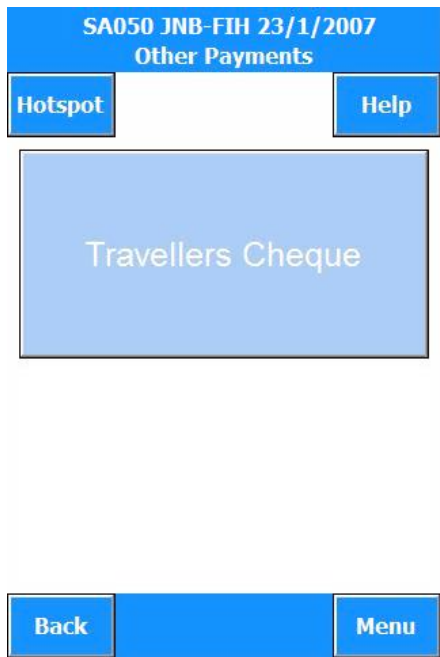 SA050 JNB-FIH 23/1/2007
Other Payments
Hotspot
Help
Travellers Cheque
Back
Menu